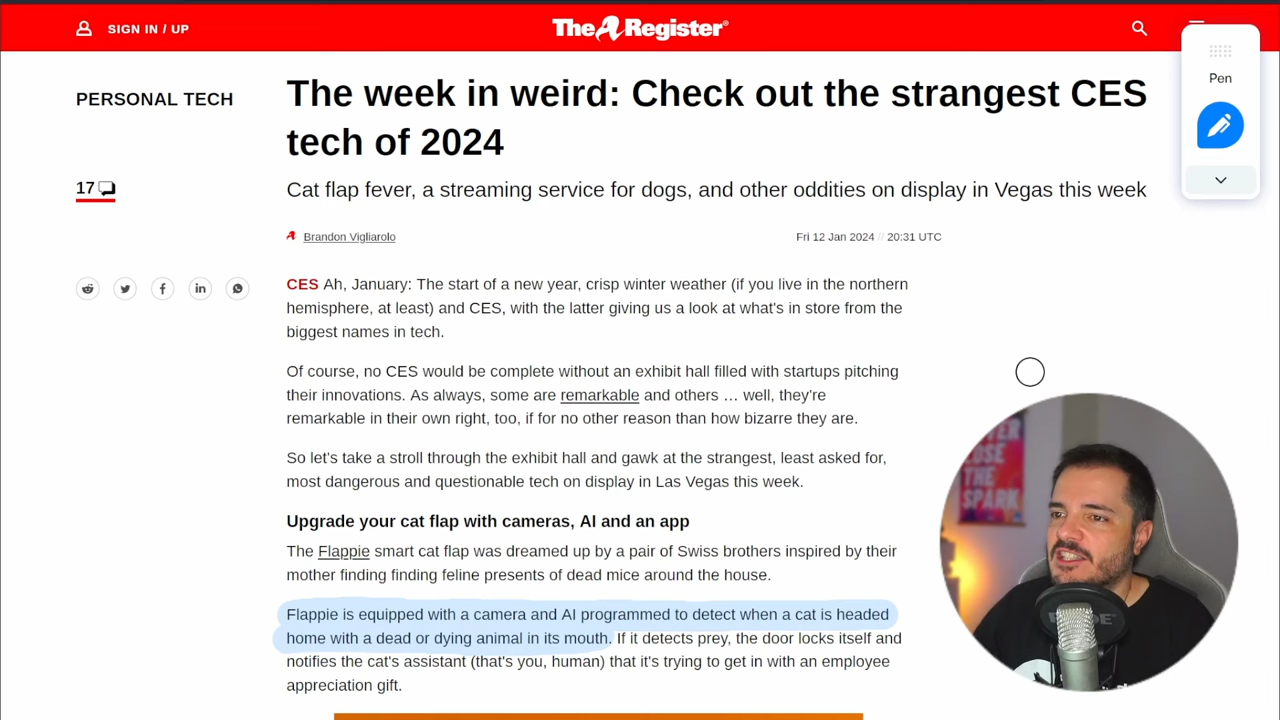 SIGN IN / UP
The Register®
Pen
PERSONAL TECH
The week in weird: Check out the strangest CES
tech of 2024
17
Cat flap fever, a streaming service for dogs, and other oddities on display in Vegas this week
Brandon Vigliarolo
Fri 12 Jan 2024 // 20:31 UTC
CES Ah, January: The start of a new year, crisp winter weather (if you live in the northern
hemisphere, at least) and CES, with the latter giving us a look at what's in store from the
biggest names in tech.
Of course, no CES would be complete without an exhibit hall filled with startups pitching
their innovations. As always, some are remarkable and others … well, they're
remarkable in their own right, too, if for no other reason than how bizarre they are.
So let's take a stroll through the exhibit hall and gawk at the strangest, least asked for,
most dangerous and questionable tech on display in Las Vegas this week.
Upgrade your cat flap with cameras, AI and an app
The Flappie smart cat flap was dreamed up by a pair of Swiss brothers inspired by their
mother finding finding feline presents of dead mice around the house.
Flappie is equipped with a camera and AI programmed to detect when a cat is headed
home with a dead or dying animal in its mouth. If it detects prey, the door locks itself and
notifies the cat's assistant (that's you, human) that it's trying to get in with an employee
appreciation gift.
LOSE
THE
SPARK